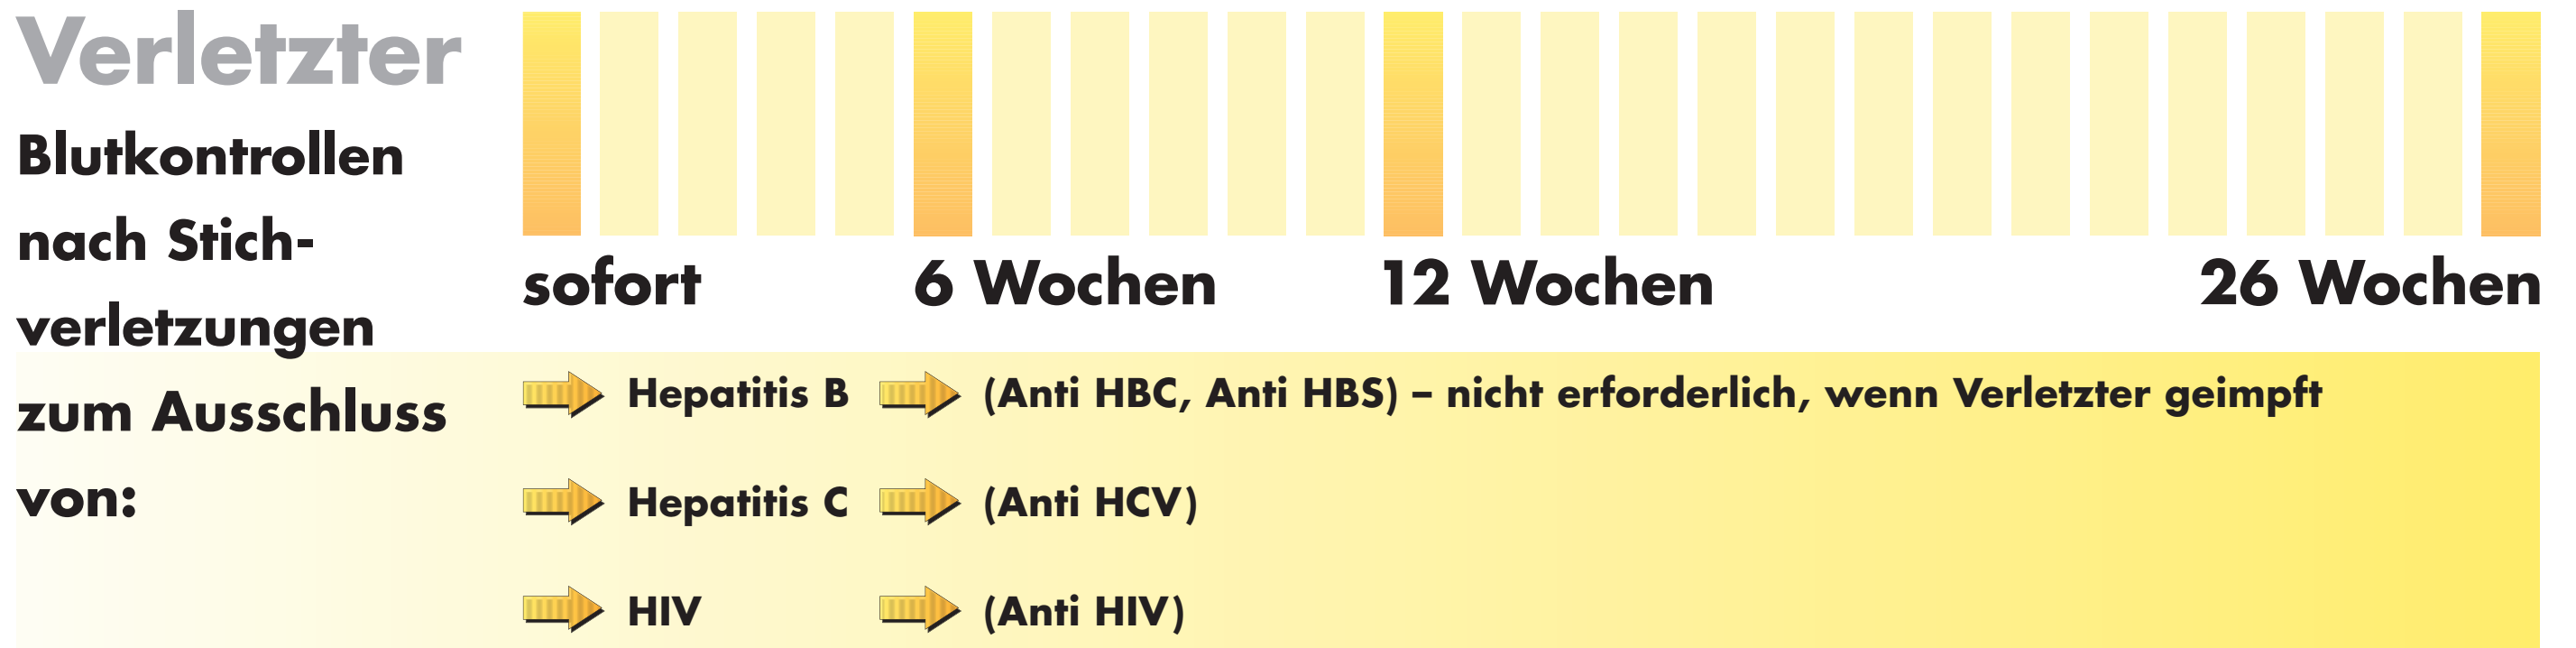 Verletzter
Blutkontrollen
nach Stich-
verletzungen
zum Ausschluss
von:
sofort 6 Wochen 12 Wochen 26 Wochen
Hepatitis B (Anti HBC, Anti HBS) – nicht erforderlich, wenn Verletzter geimpft
Hepatitis C (Anti HCV)
HIV (Anti HIV)